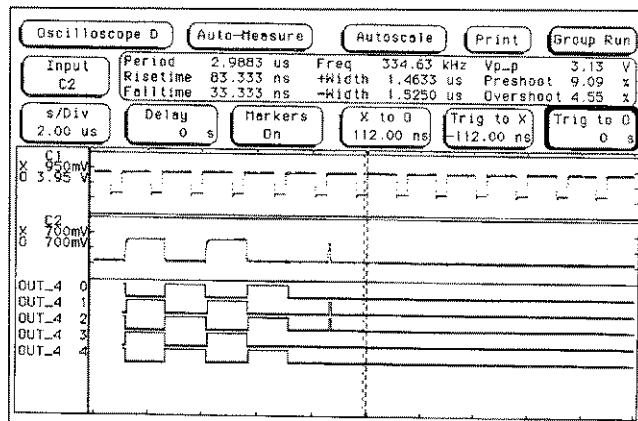 Oscilloscope D Auto-Measure Autoscale Print Group Run
Input C2
Period 2.9883 us Freq 334.63 kHz Vp_p 3.13 V
Risetime 83.333 ns +Width 1.4633 us Preshoot 9.09 %
Falltime 33.333 ns -Width 1.5250 us Overshoot 4.55 %
s/Div 2.00 us
Delay 0 s
Markers On
X to O 112.00 ns
Trig to X -112.00 ns
Trig to O 0 s
C1
X 950mV
O 3.95 V
C2
X 700mV
O 700mV
OUT_4 0
OUT_4 1
OUT_4 2
OUT_4 3
OUT_4 4